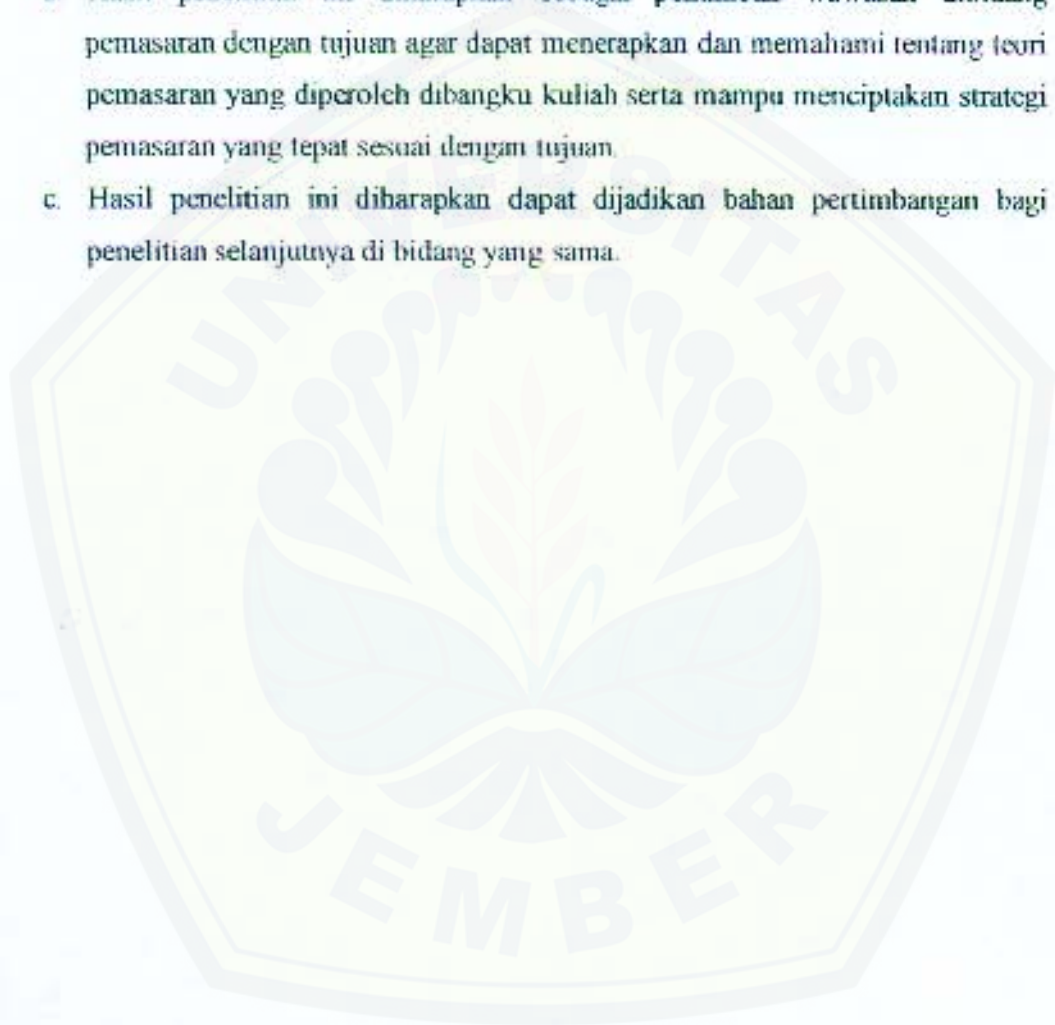 pemasaran dengan tujuan agar dapat menerapkan dan memahami tentang teori
pemasaran yang diperoleh dibangku kuliah serta mampu menciptakan strategi
pemasaran yang tepat sesuai dengan tujuan.
c. Hasil penelitian ini diharapkan dapat dijadikan bahan pertimbangan bagi
penelitian selanjutnya di bidang yang sama.
UNIVERSITAS
JEMBER